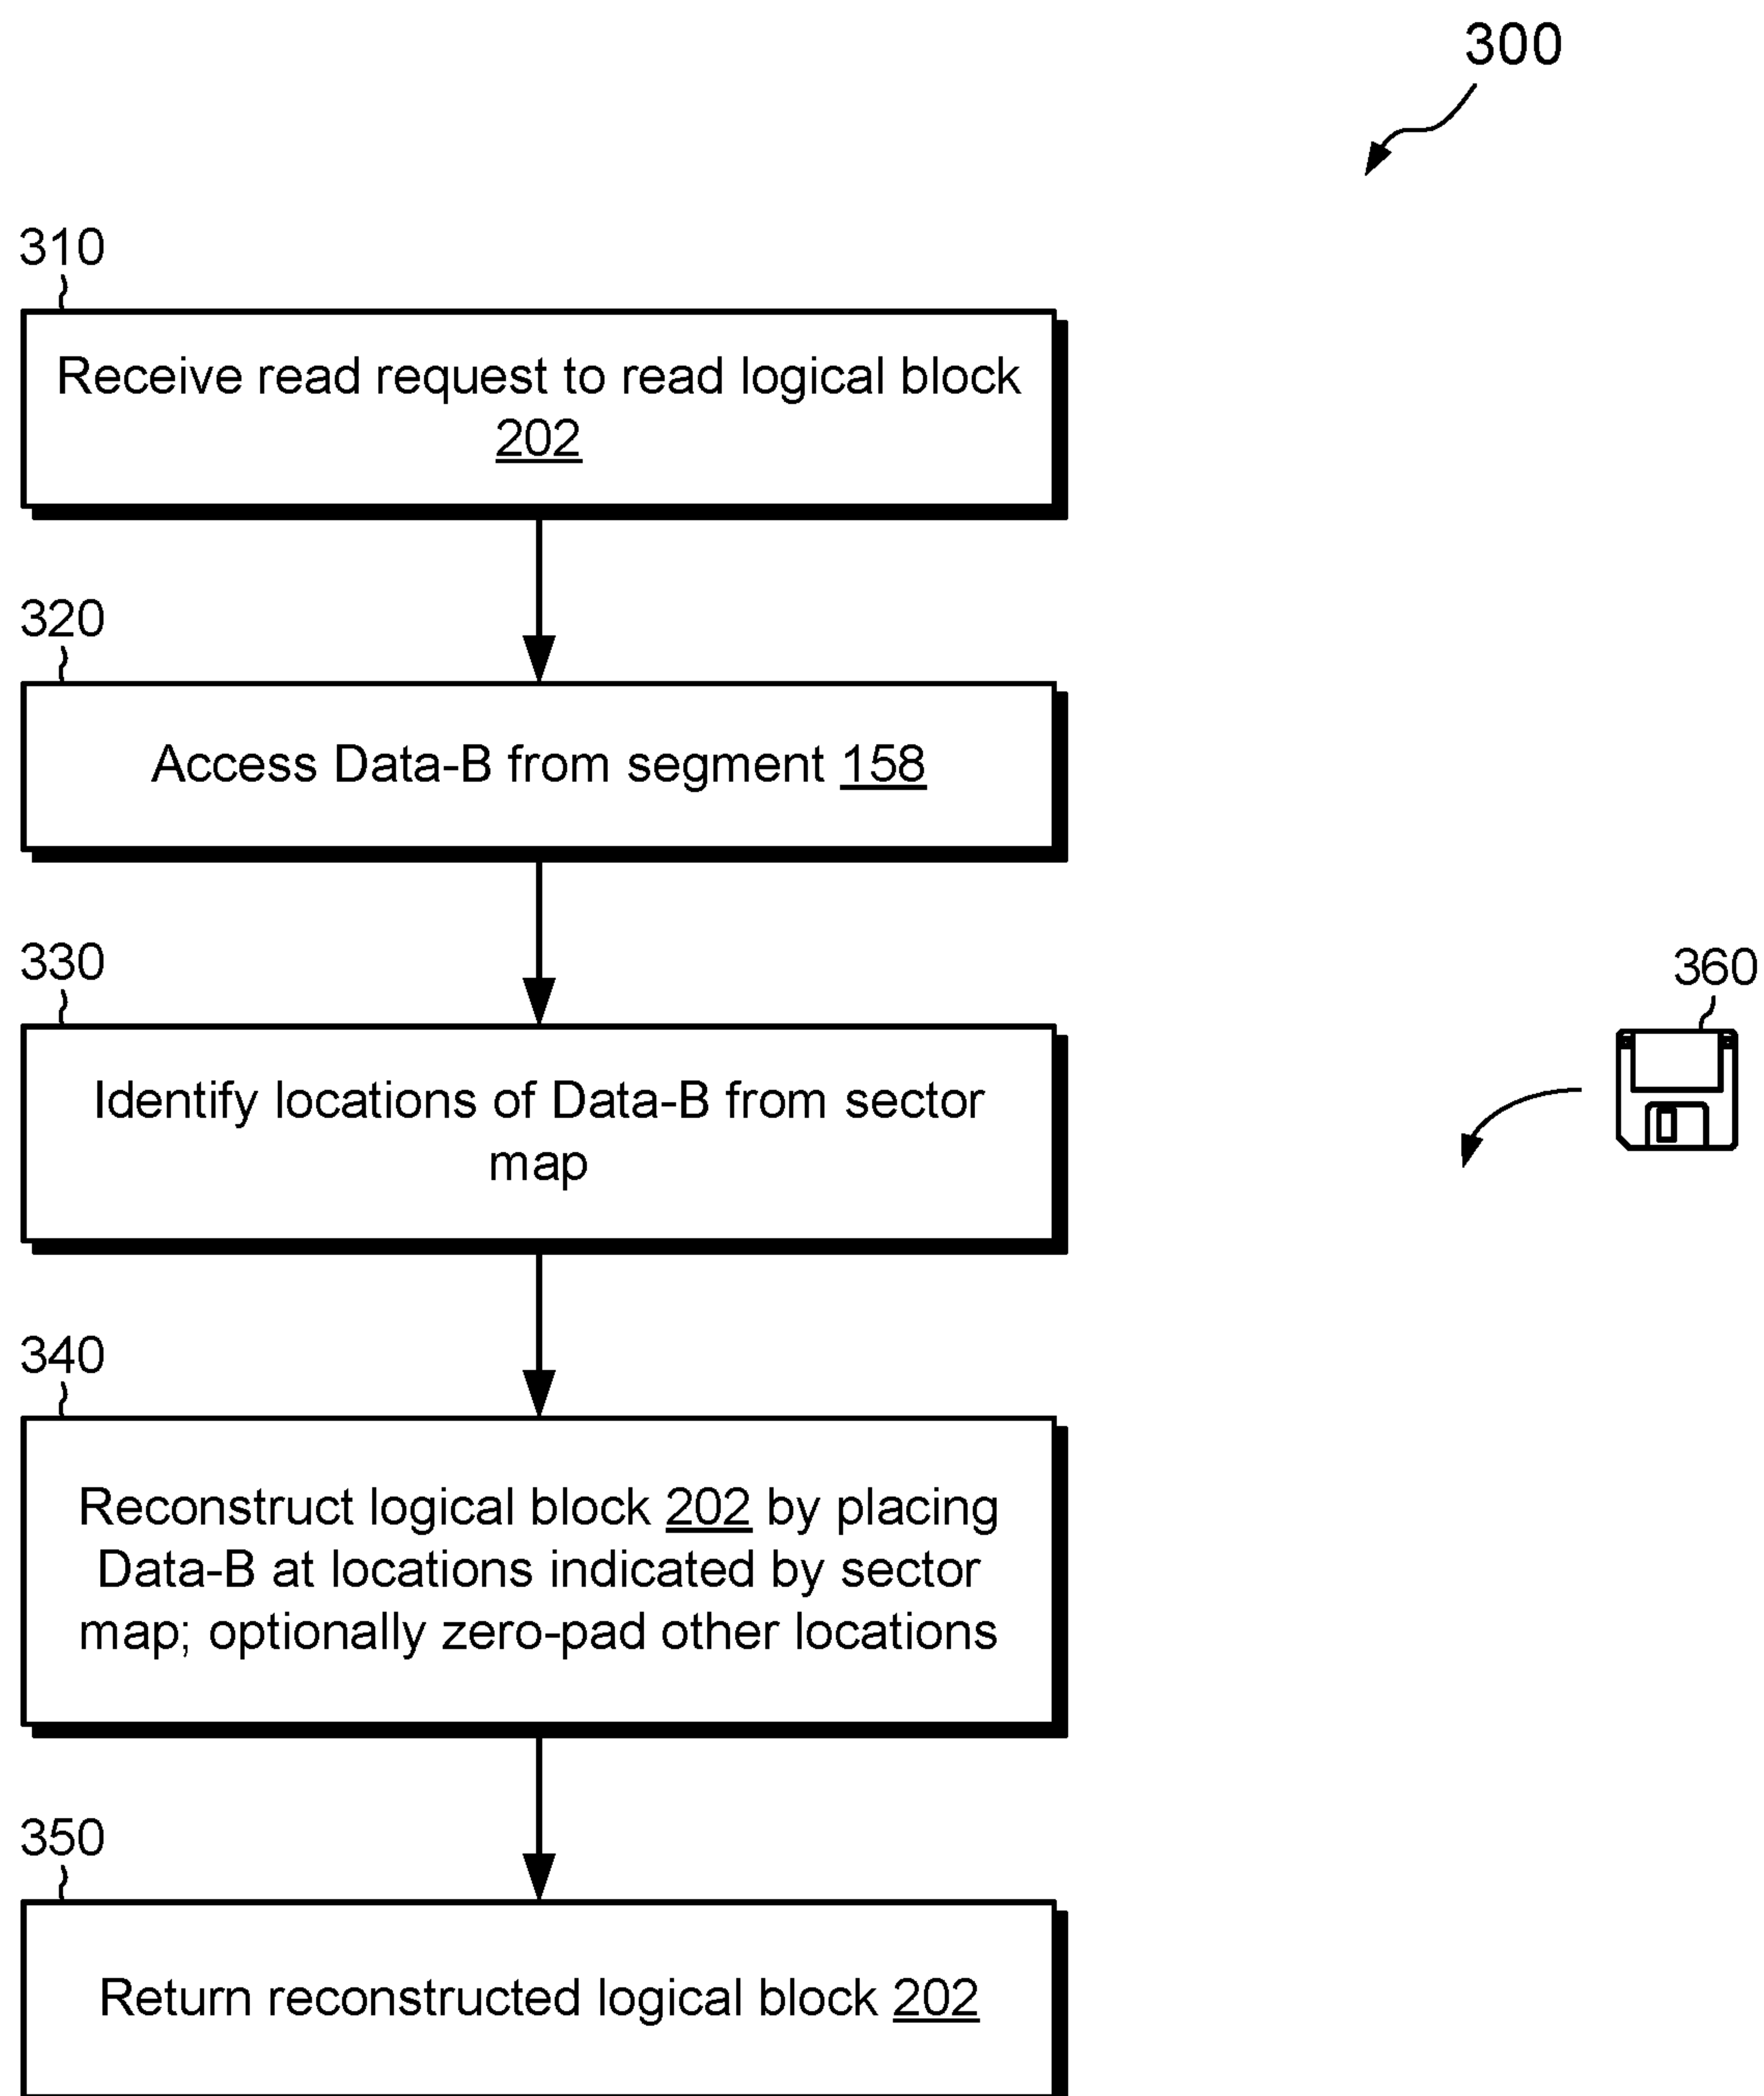 300
310
Receive read request to read logical block
202
320
Access Data-B from segment 158
330
360
Identify locations of Data-B from sector
map
340
Reconstruct logical block 202 by placing
Data-B at locations indicated by sector
map; optionally zero-pad other locations
350
Return reconstructed logical block 202